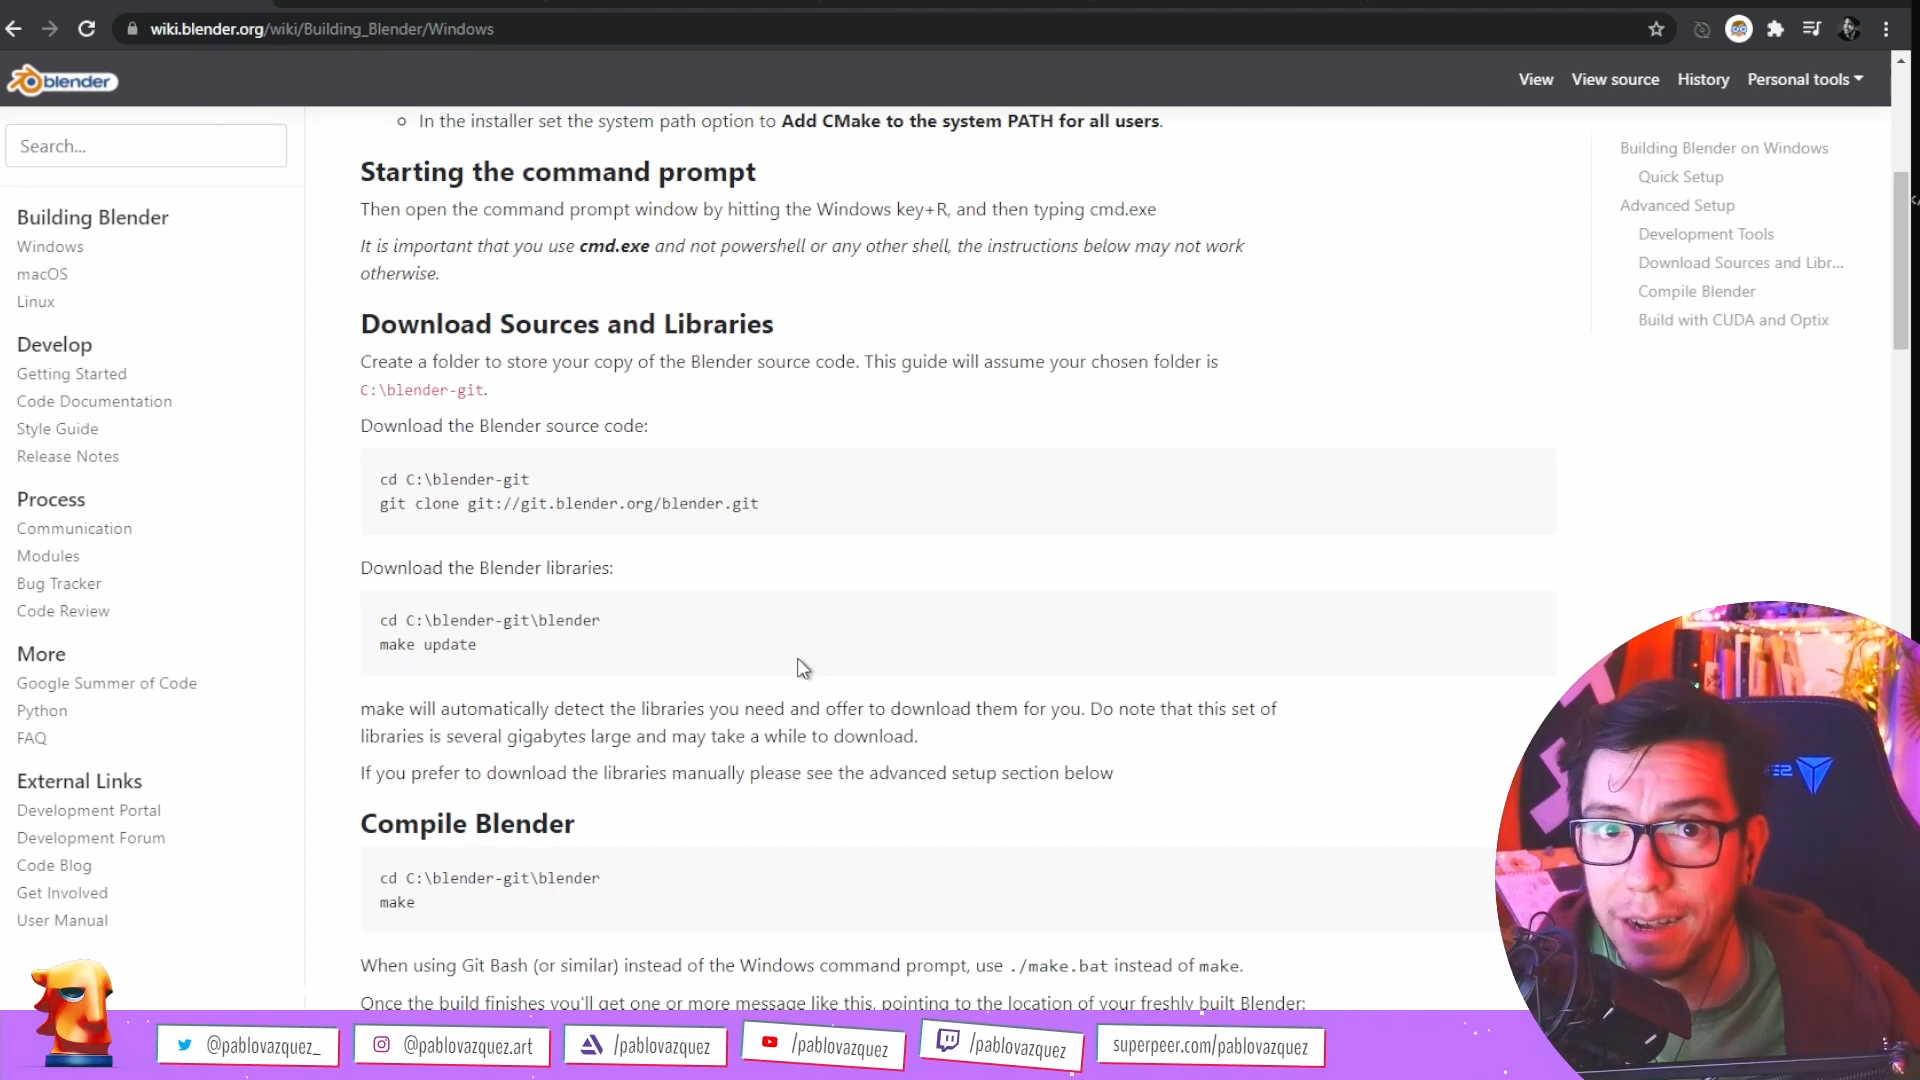 wiki.blender.org/wiki/Building_Blender/Windows
blender
View
View source
History
Personal tools
Search...
Building Blender
Windows
macOS
Linux
Develop
Getting Started
Code Documentation
Style Guide
Release Notes
Process
Communication
Modules
Bug Tracker
Code Review
More
Google Summer of Code
Python
FAQ
External Links
Development Portal
Development Forum
Code Blog
Get Involved
User Manual
In the installer set the system path option to Add CMake to the system PATH for all users.
Starting the command prompt
Then open the command prompt window by hitting the Windows key+R, and then typing cmd.exe
It is important that you use cmd.exe and not powershell or any other shell, the instructions below may not work
otherwise.
Download Sources and Libraries
Create a folder to store your copy of the Blender source code. This guide will assume your chosen folder is
C:\blender-git.
Download the Blender source code:
cd C:\blender-git
git clone git://git.blender.org/blender.git
Download the Blender libraries:
cd C:\blender-git\blender
make update
make will automatically detect the libraries you need and offer to download them for you. Do note that this set of
libraries is several gigabytes large and may take a while to download.
If you prefer to download the libraries manually please see the advanced setup section below
Compile Blender
cd C:\blender-git\blender
make
When using Git Bash (or similar) instead of the Windows command prompt, use ./make.bat instead of make.
Once the build finishes you'll get one or more message like this, pointing to the location of your freshly built Blender:
Building Blender on Windows
Quick Setup
Advanced Setup
Development Tools
Download Sources and Libr...
Compile Blender
Build with CUDA and Optix
@pablovazquez_
@pablovazquez.art
/pablovazquez
/pablovazquez
/pablovazquez
superpeer.com/pablovazquez